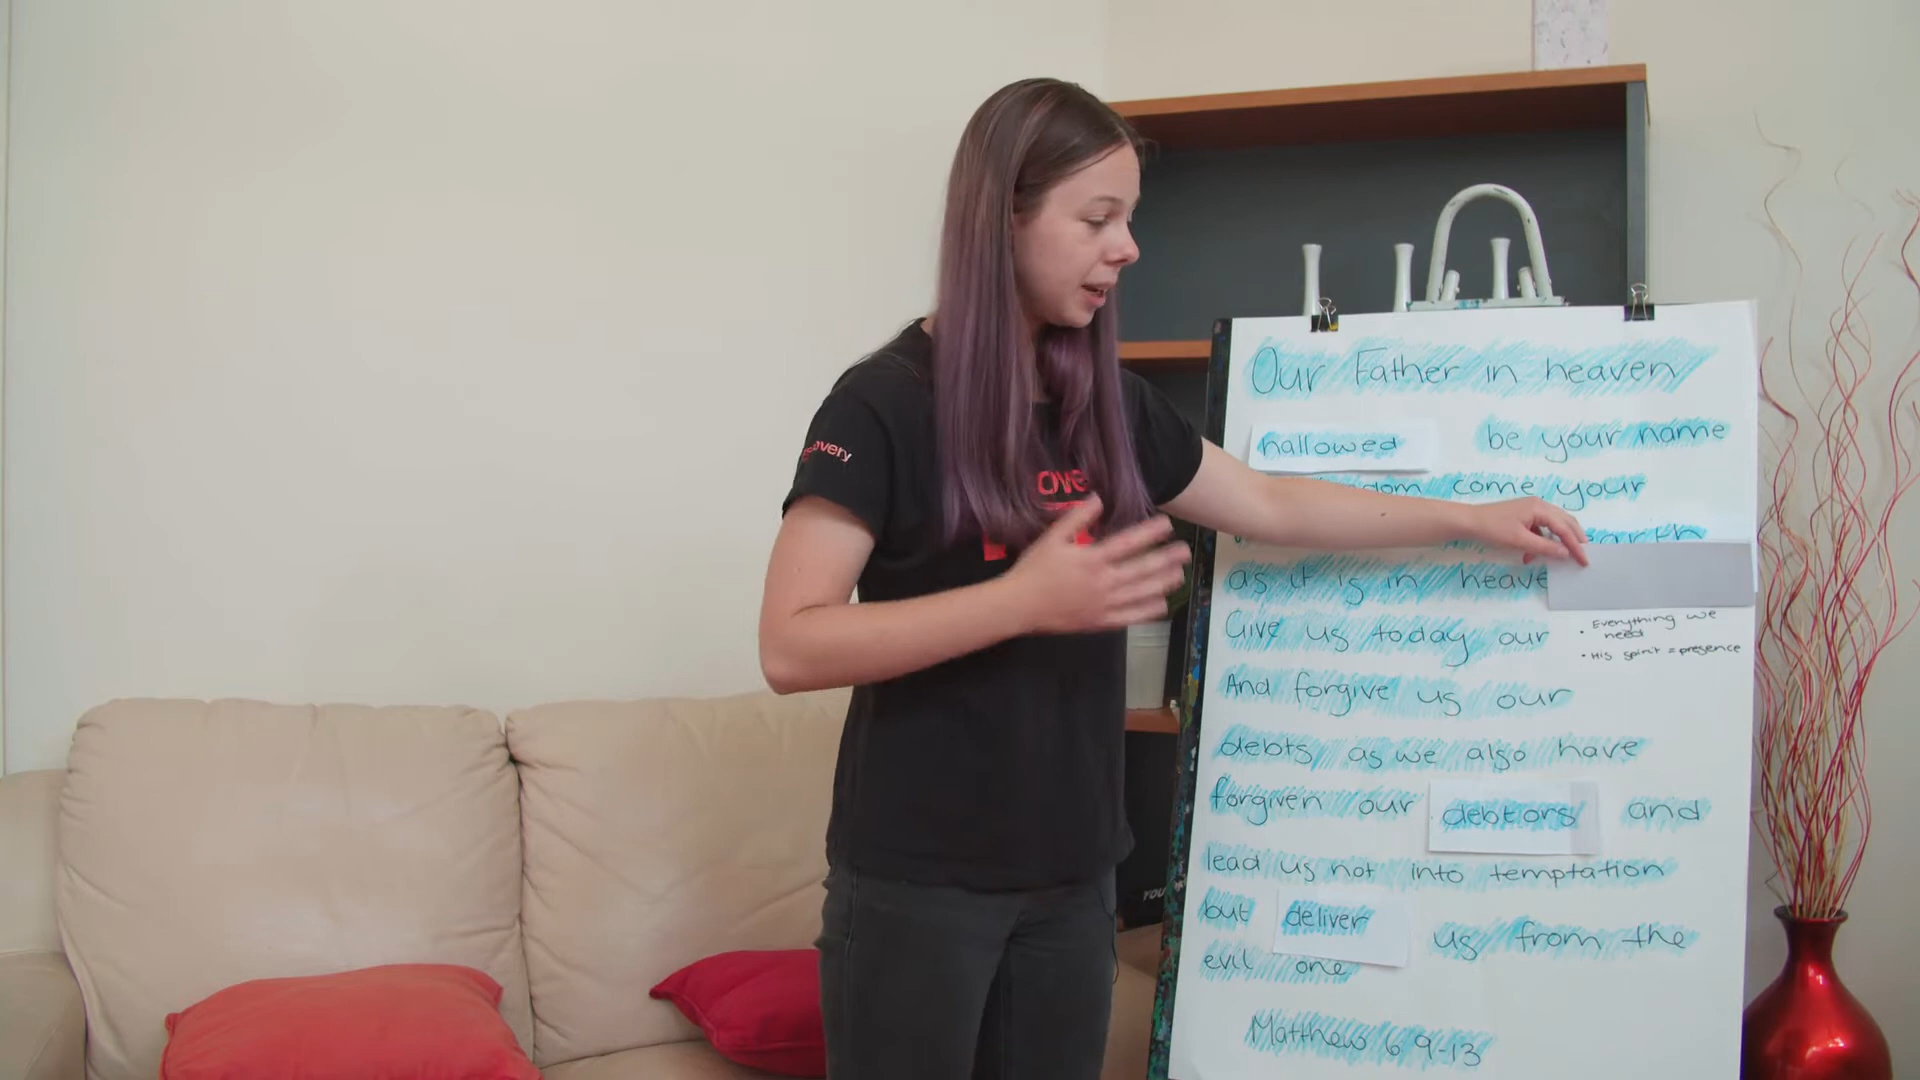 Our Father in heaven
hallowed be your name
come your
earth
as it is in heave
Give us today our
• Everything we
need
• His spirit = presence
And forgive us our
debts as we also have
forgiven our debtors and
lead us not into temptation
but deliver us from the
evil one
Matthew 6 9-13